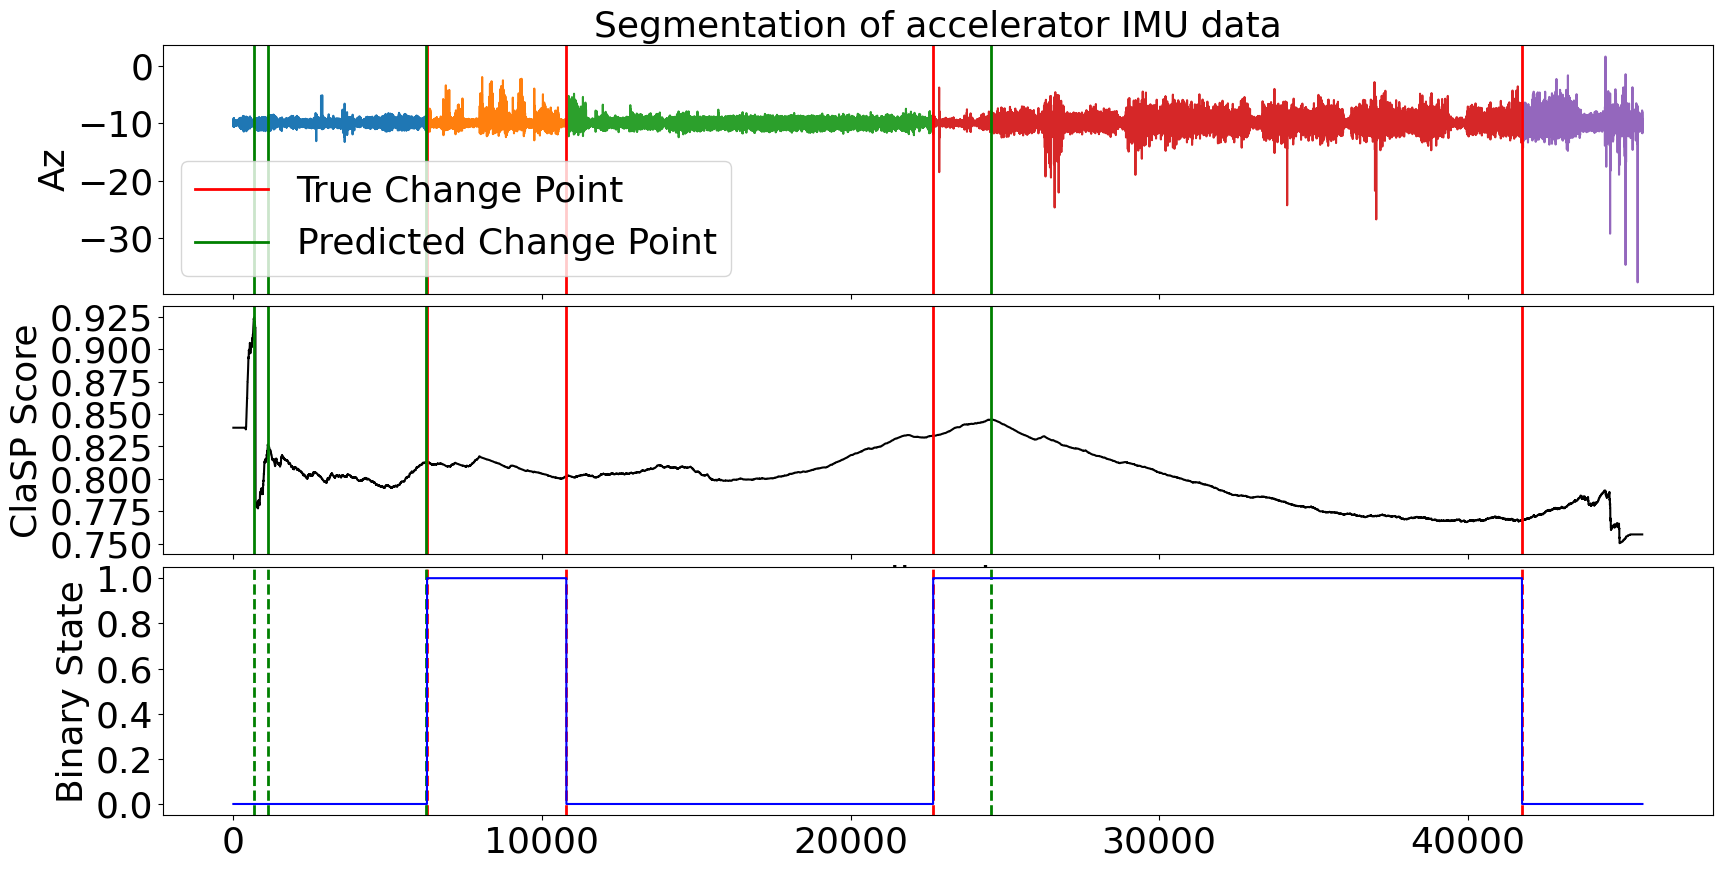 Segmentation of accelerator IMU data
Az
0
−10
−20
−30
True Change Point
Predicted Change Point
ClaSP Score
0.925
0.900
0.875
0.850
0.825
0.800
0.775
0.750
Binary State
1.0
0.8
0.6
0.4
0.2
0.0
0 10000 20000 30000 40000